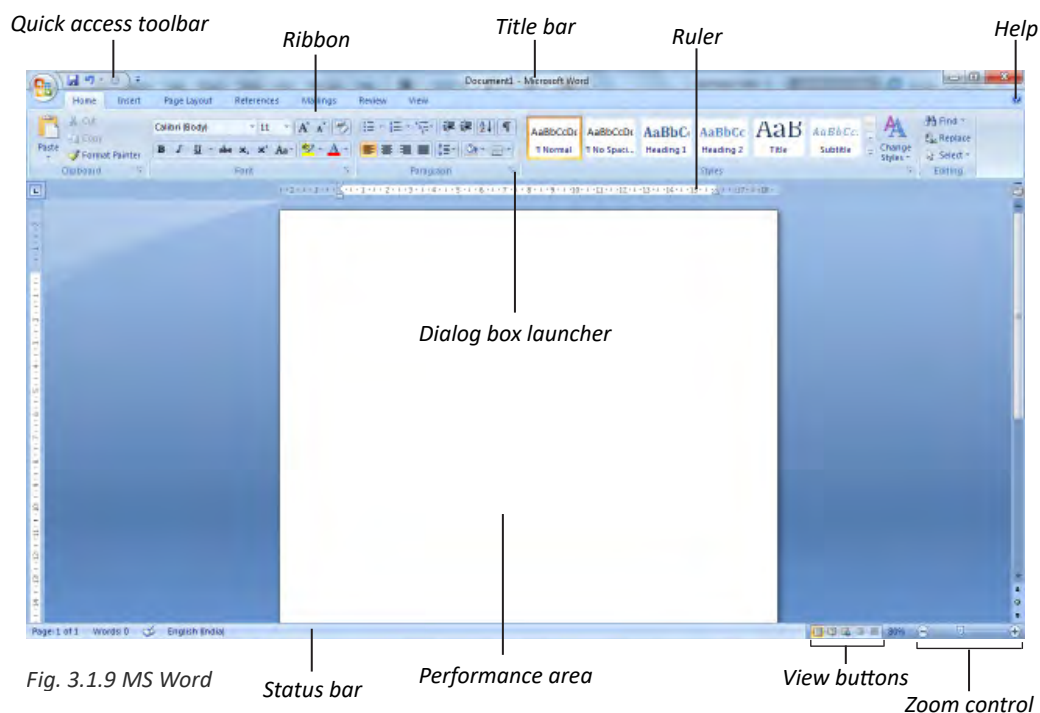 Quick access toolbar
Ribbon
Title bar
Ruler
Help
Document1 - Microsoft Word
Home Insert Page Layout References Mailings Review View
Paste
Cut
Copy
Format Painter
Clipboard
Calibri (Body) 11
B I U abc x, x² Aa A
Font
Paragraph
AaBbCcDc AaBbCcDc AaBbC AaBbCc AaB AaBbCc.
¶ Normal ¶ No Spaci... Heading 1 Heading 2 Title Subtitle
Change Styles
Styles
Find
Replace
Select
Editing
Dialog box launcher
Page: 1 of 1 Words: 0 English (India) 90%
Fig. 3.1.9 MS Word
Status bar
Performance area
View buttons
Zoom control